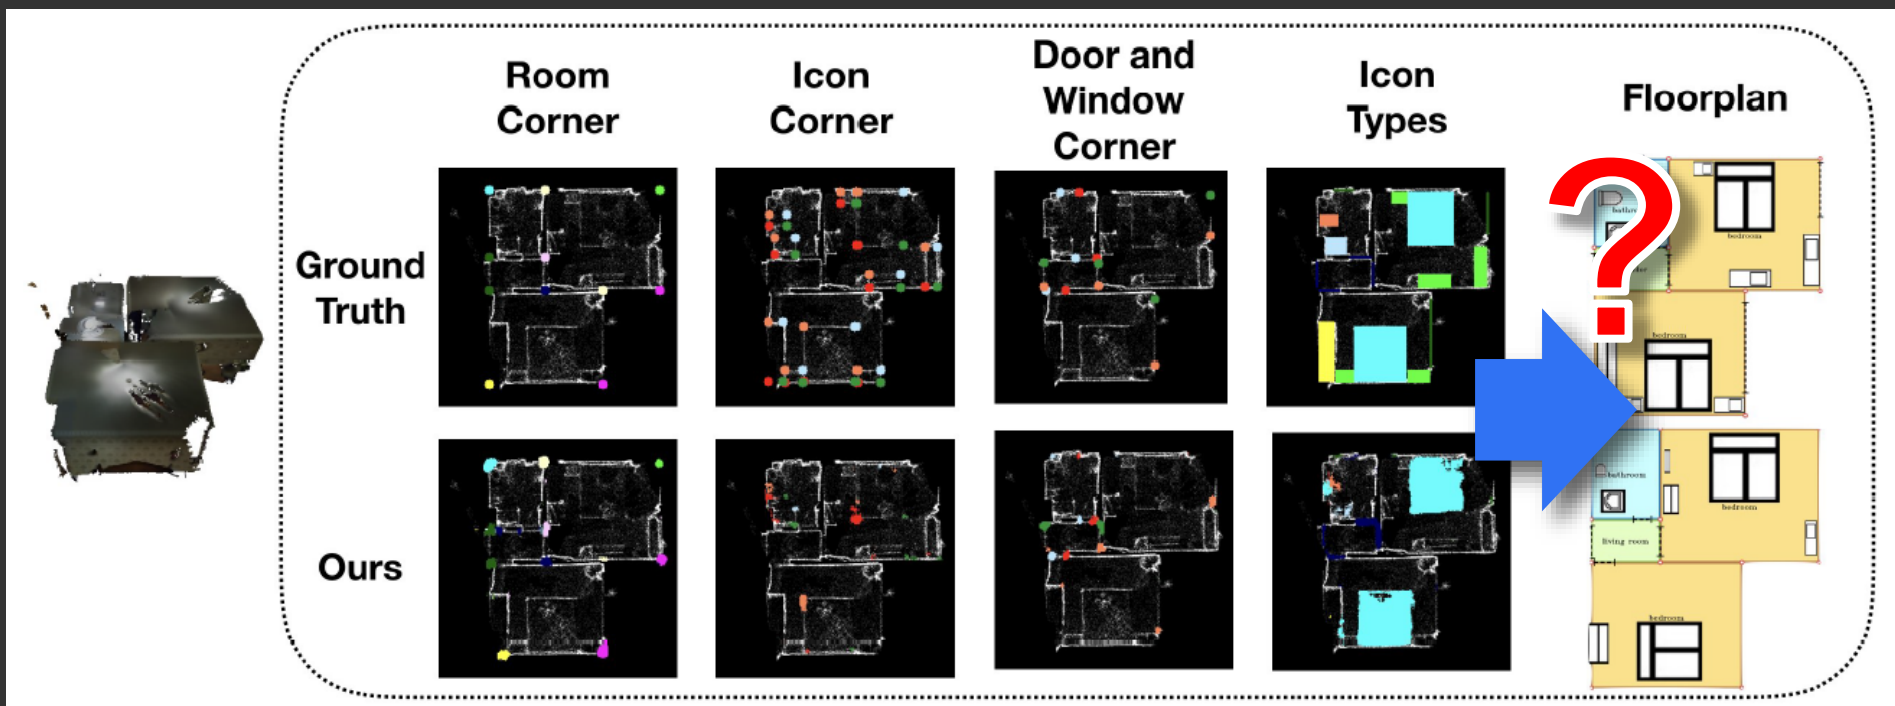 Room
Corner
Icon
Corner
Door and
Window
Corner
Icon
Types
Floorplan
Ground
Truth
?
bedroom
bedroom
Ours
bathroom
bedroom
living room
bedroom